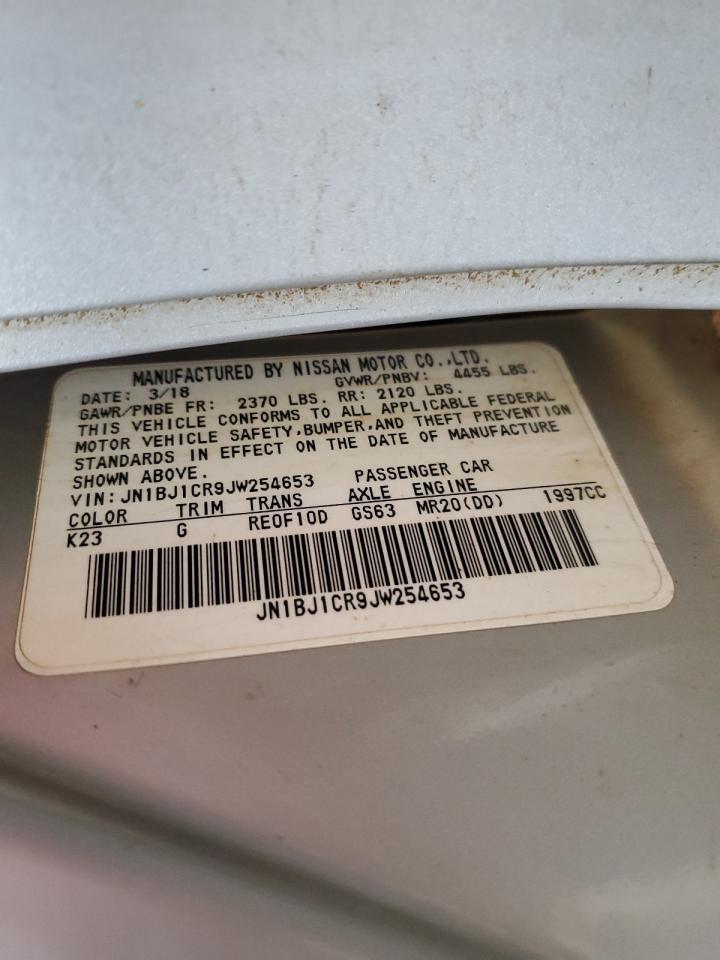 MANUFACTURED BY NISSAN MOTOR CO.,LTD.
DATE: 3/18 GVWR/PNBV: 4455 LBS.
GAWR/PNBE FR: 2370 LBS. RR: 2120 LBS.
THIS VEHICLE CONFORMS TO ALL APPLICABLE FEDERAL
MOTOR VEHICLE SAFETY,BUMPER,AND THEFT PREVENTION
STANDARDS IN EFFECT ON THE DATE OF MANUFACTURE
SHOWN ABOVE.
VIN: JN1BJ1CR9JW254653 PASSENGER CAR
COLOR TRIM TRANS AXLE ENGINE
K23 G RE0F10D GS63 MR20(DD) 1997CC
JN1BJ1CR9JW254653